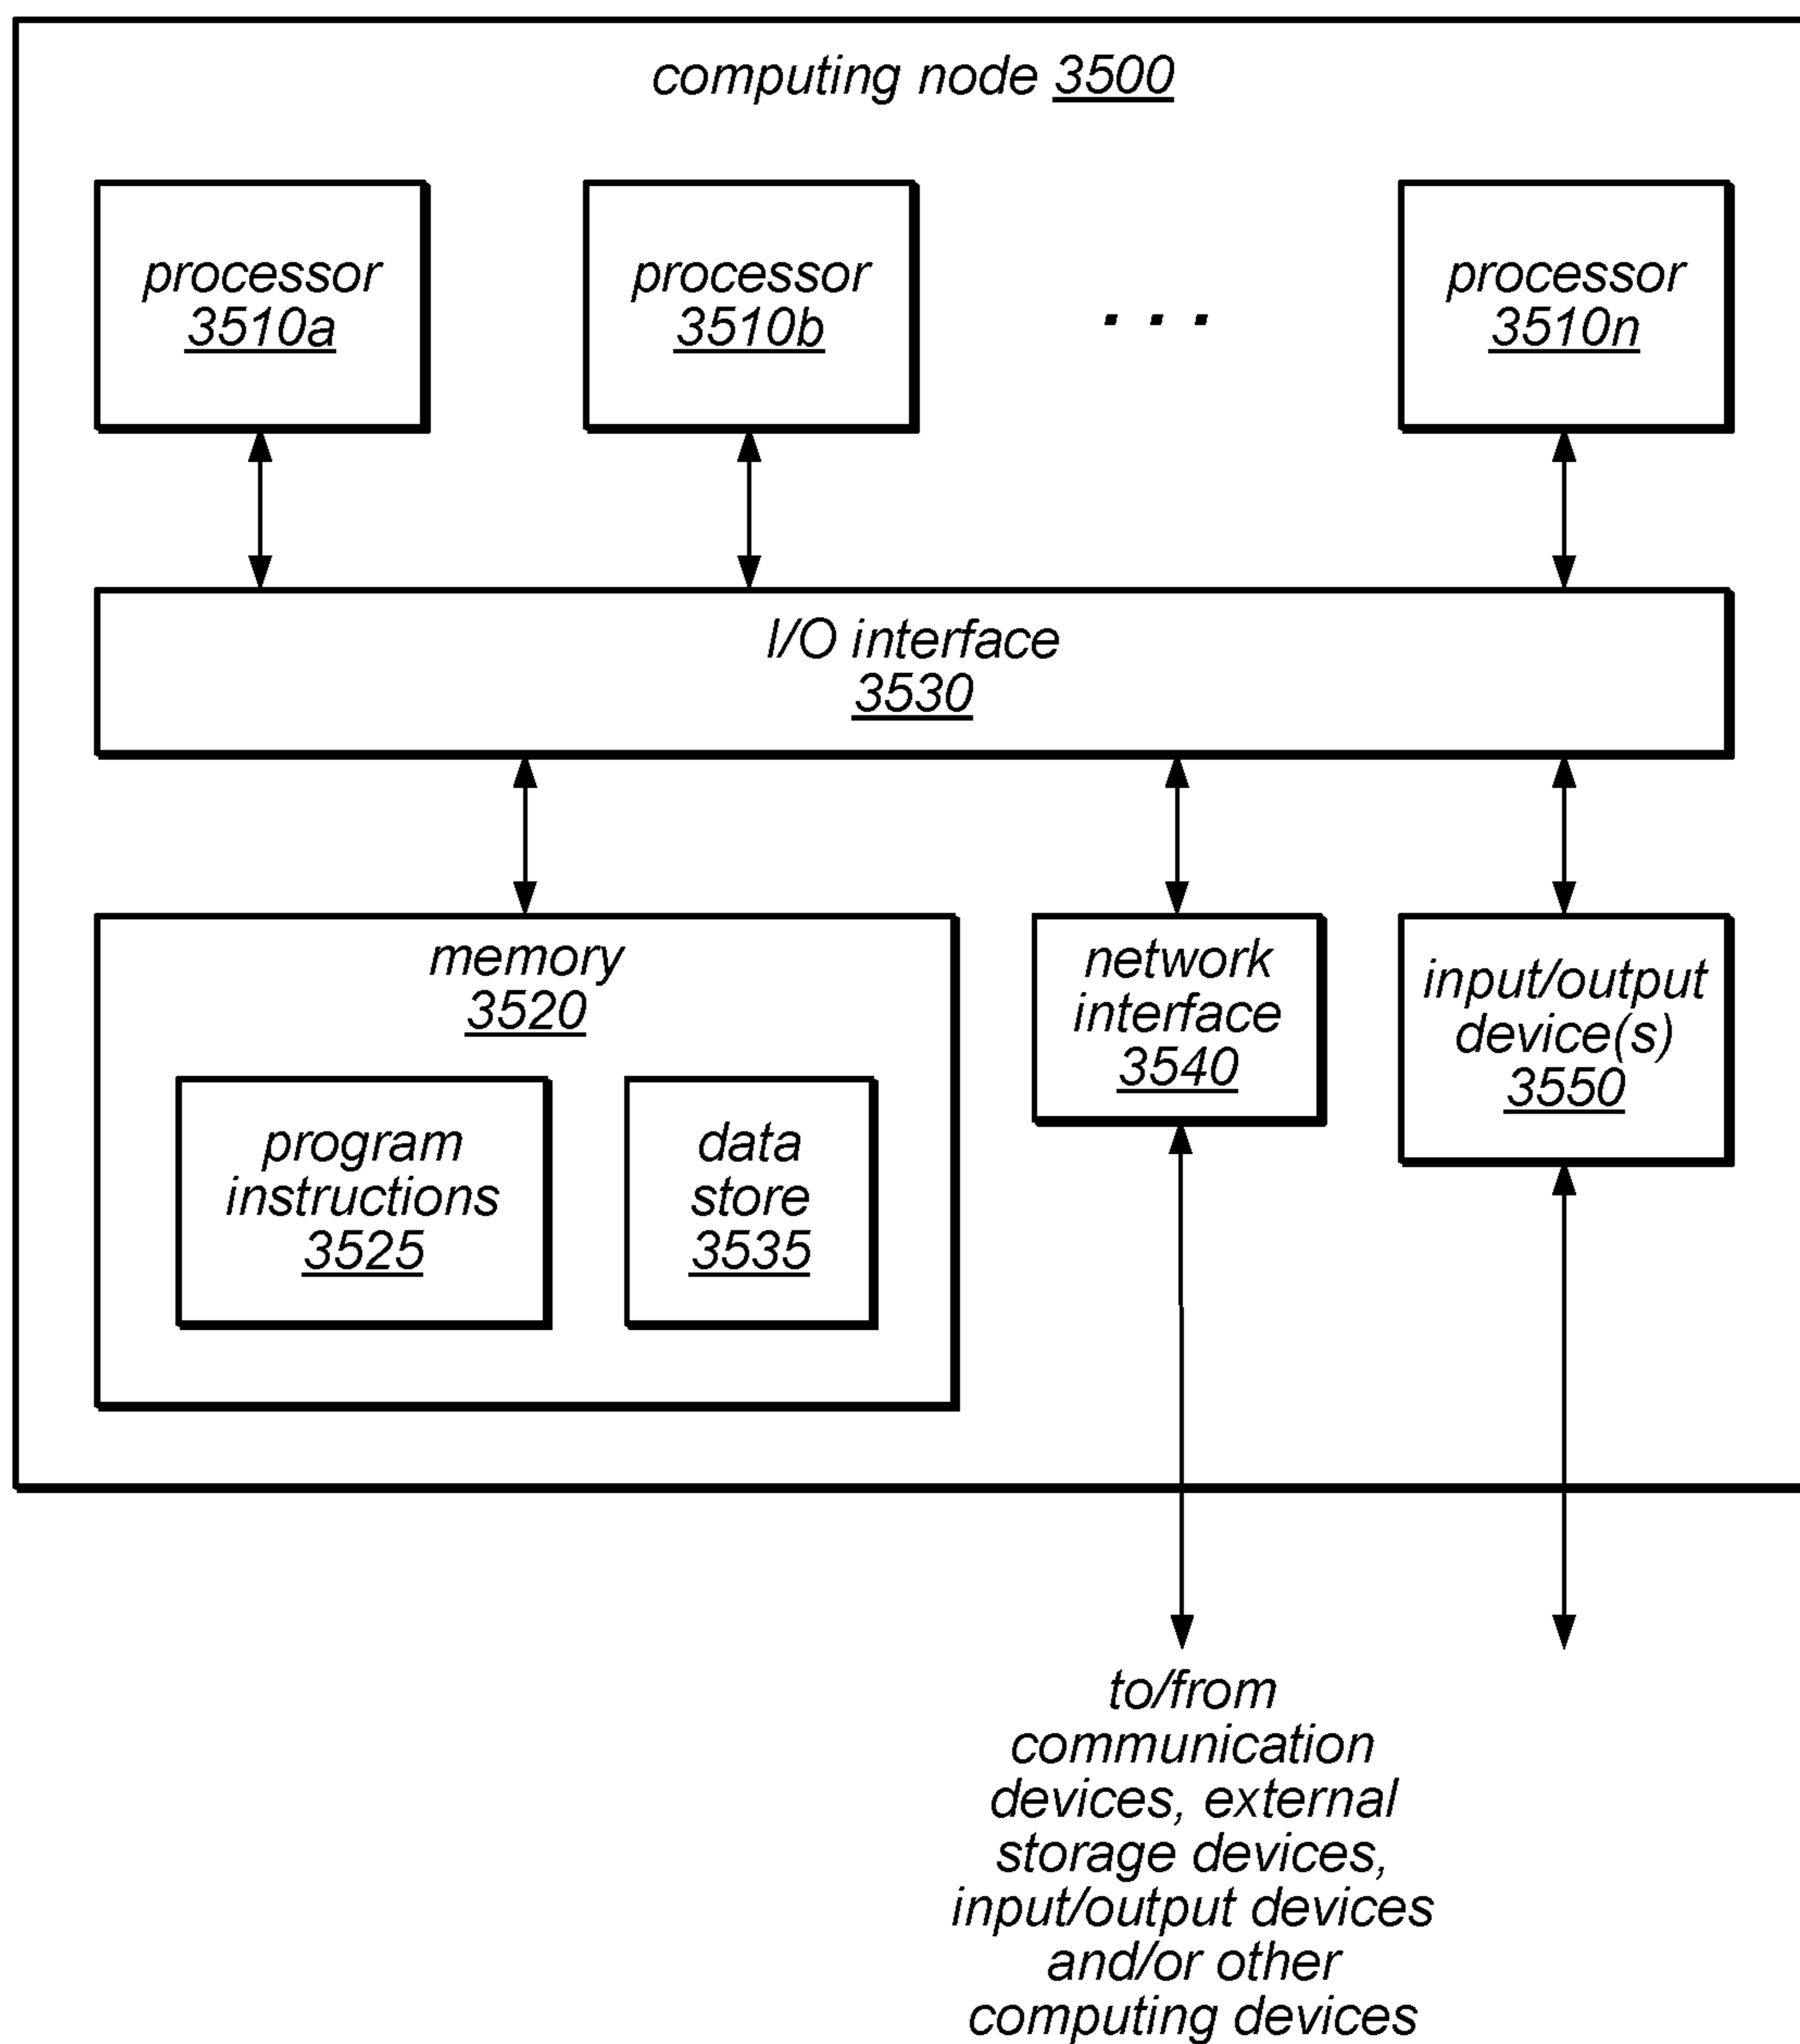 computing node 3500
processor
3510a
processor
3510b
. . .
processor
3510n
I/O interface
3530
memory
3520
program
instructions
3525
data
store
3535
network
interface
3540
input/output
device(s)
3550
to/from
communication
devices, external
storage devices,
input/output devices
and/or other
computing devices